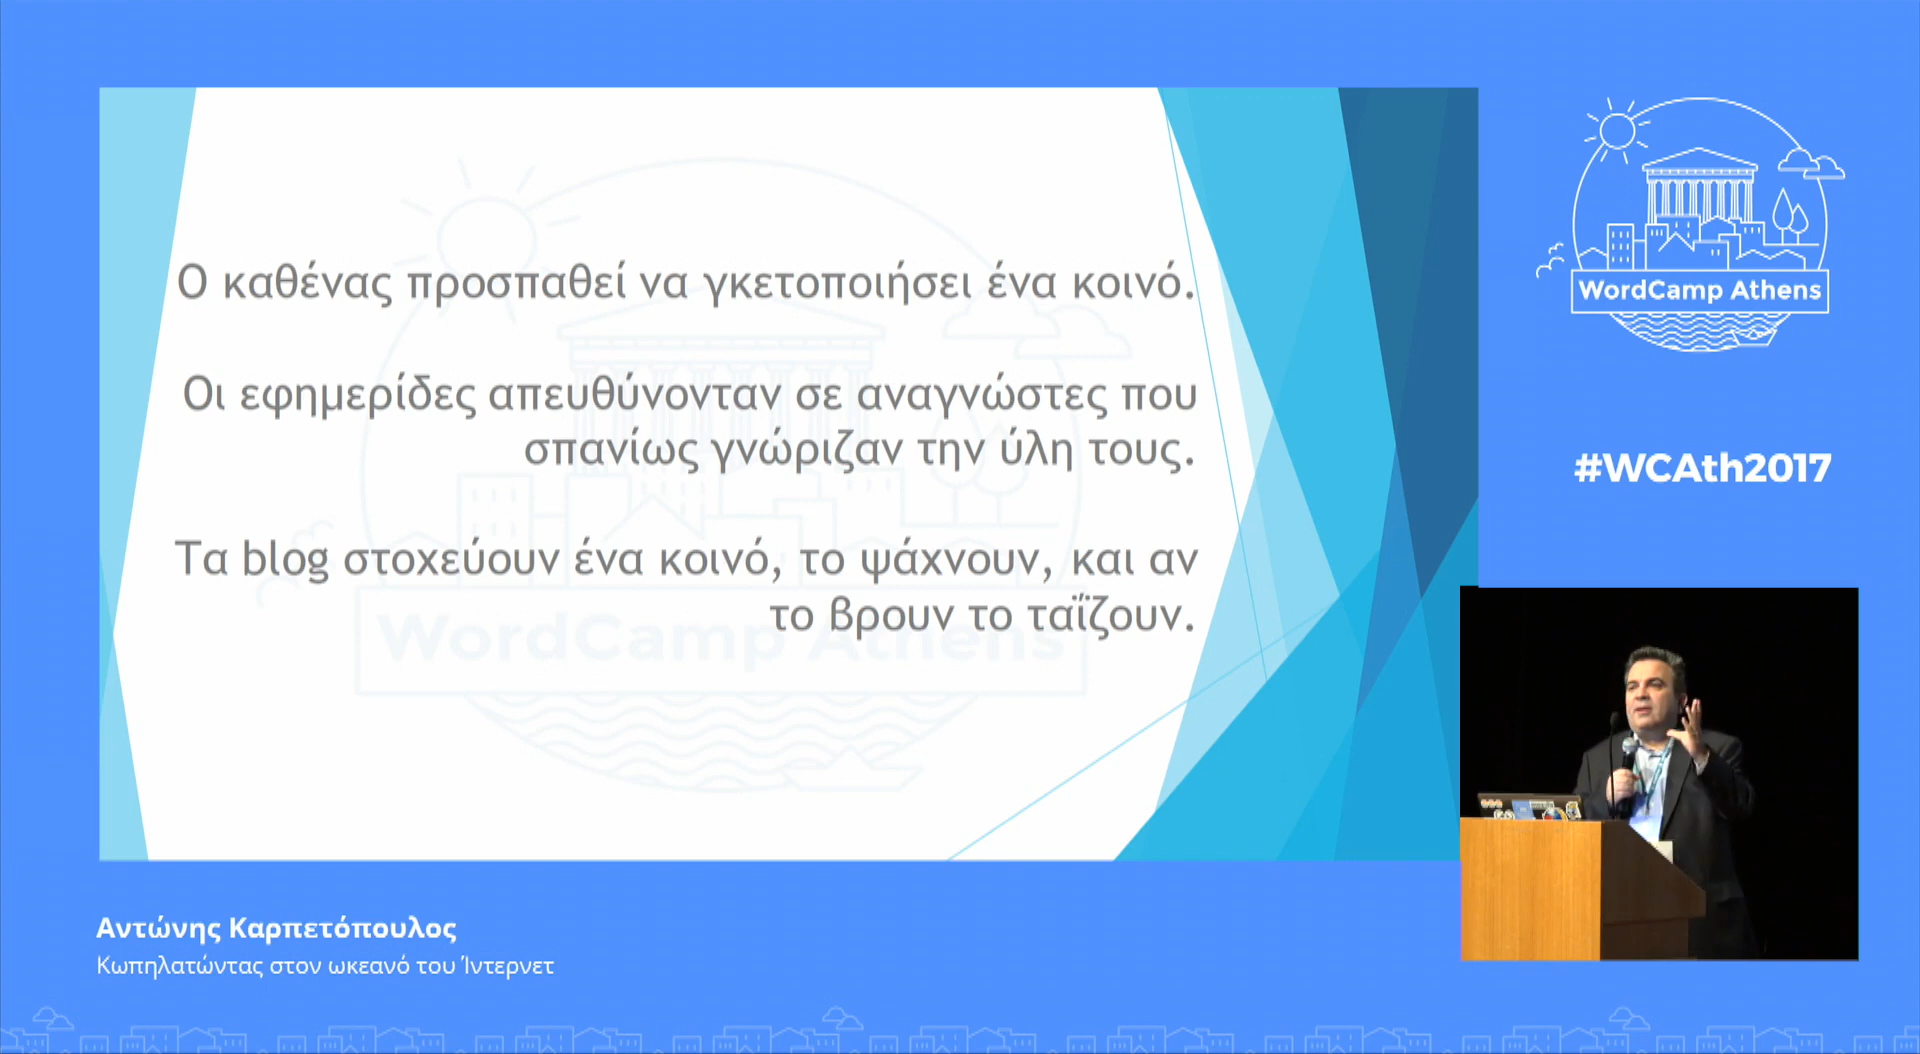 Ο καθένας προσπαθεί να γκετοποιήσει ένα κοινό.
Οι εφημερίδες απευθύνονταν σε αναγνώστες που
σπανίως γνώριζαν την ύλη τους.
Τα blog στοχεύουν ένα κοινό, το ψάχνουν, και αν
το βρουν το ταΐζουν.
WordCamp Athens
WordCamp Athens
#WCAth2017
Αντώνης Καρπετόπουλος
Κωπηλατώντας στον ωκεανό του Ίντερνετ